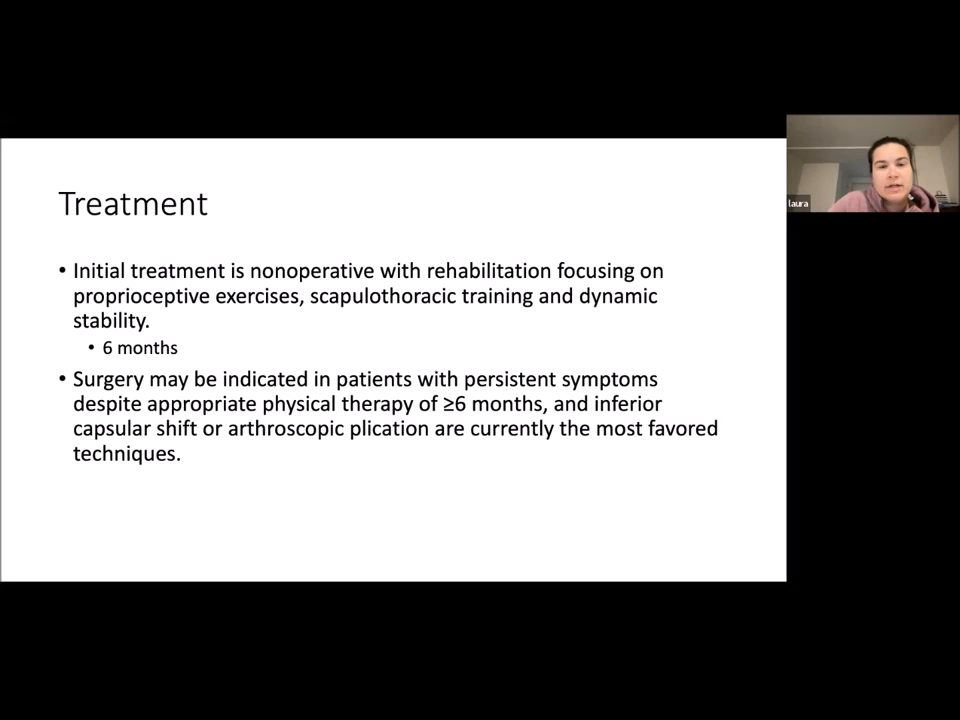 Treatment
• Initial treatment is nonoperative with rehabilitation focusing on
proprioceptive exercises, scapulothoracic training and dynamic
stability.
• 6 months
• Surgery may be indicated in patients with persistent symptoms
despite appropriate physical therapy of ≥6 months, and inferior
capsular shift or arthroscopic plication are currently the most favored
techniques.
laura